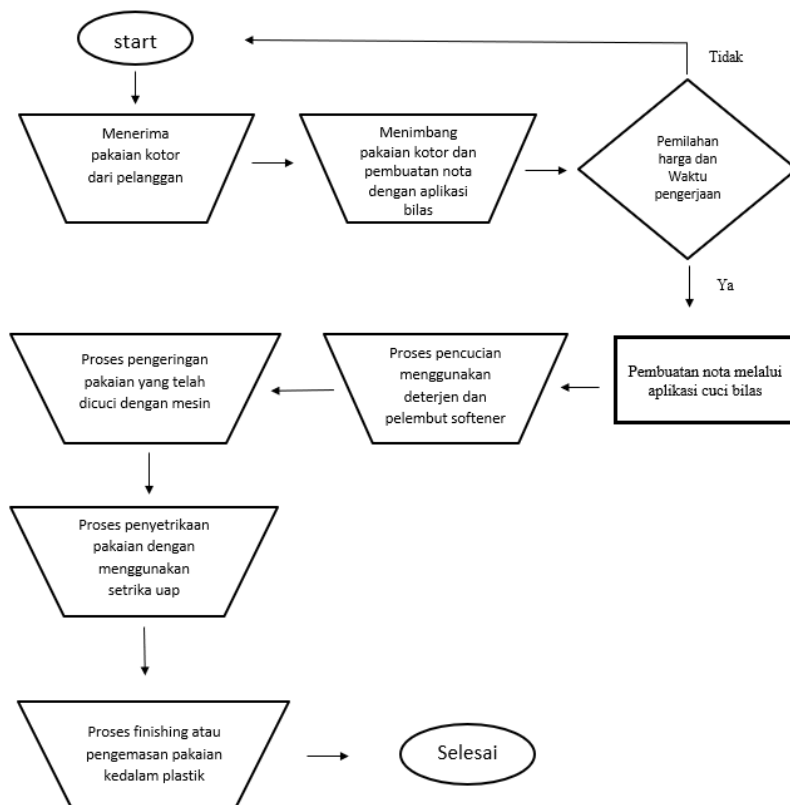 start
Tidak
Menerima
pakaian kotor
dari pelanggan
Menimbang
pakaian kotor dan
pembuatan nota
dengan aplikasi
bilas
Pemilahan
harga dan
Waktu
pengerjaan
Ya
Pembuatan nota melalui
aplikasi cuci bilas
Proses pencucian
menggunakan
deterjen dan
pelembut softener
Proses pengeringan
pakaian yang telah
dicuci dengan mesin
Proses penyetrikaan
pakaian dengan
menggunakan
setrika uap
Proses finishing atau
pengemasan pakaian
kedalam plastik
Selesai